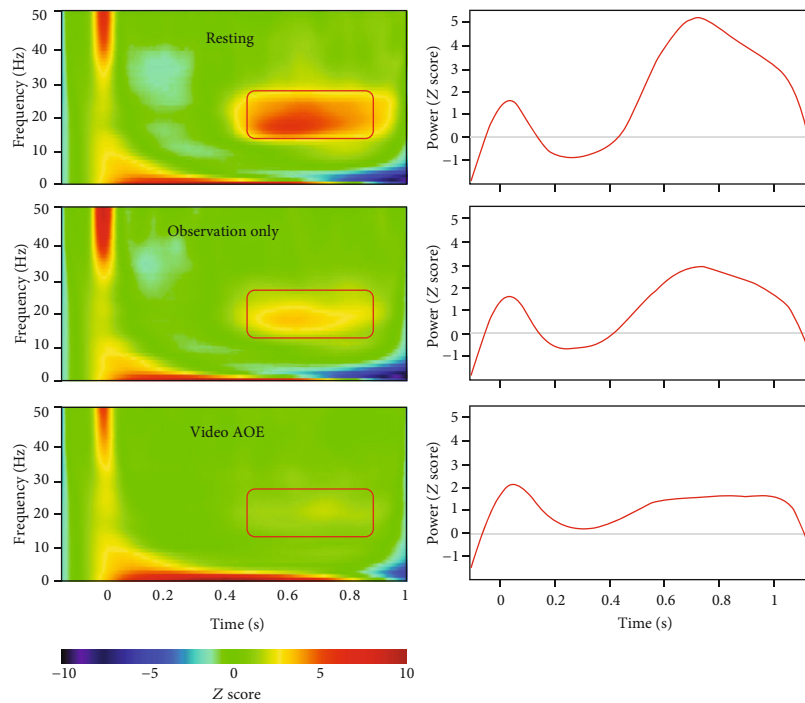 Resting
Frequency (Hz)
50
40
30
20
10
0
Power (Z score)
5
4
3
2
1
0
−1
Observation only
Frequency (Hz)
50
40
30
20
10
0
Power (Z score)
5
4
3
2
1
0
−1
Video AOE
Frequency (Hz)
50
40
30
20
10
0
0 0.2 0.4 0.6 0.8 1
Time (s)
Power (Z score)
5
4
3
2
1
0
−1
0 0.2 0.4 0.6 0.8 1
Time (s)
−10 −5 0 5 10
Z score